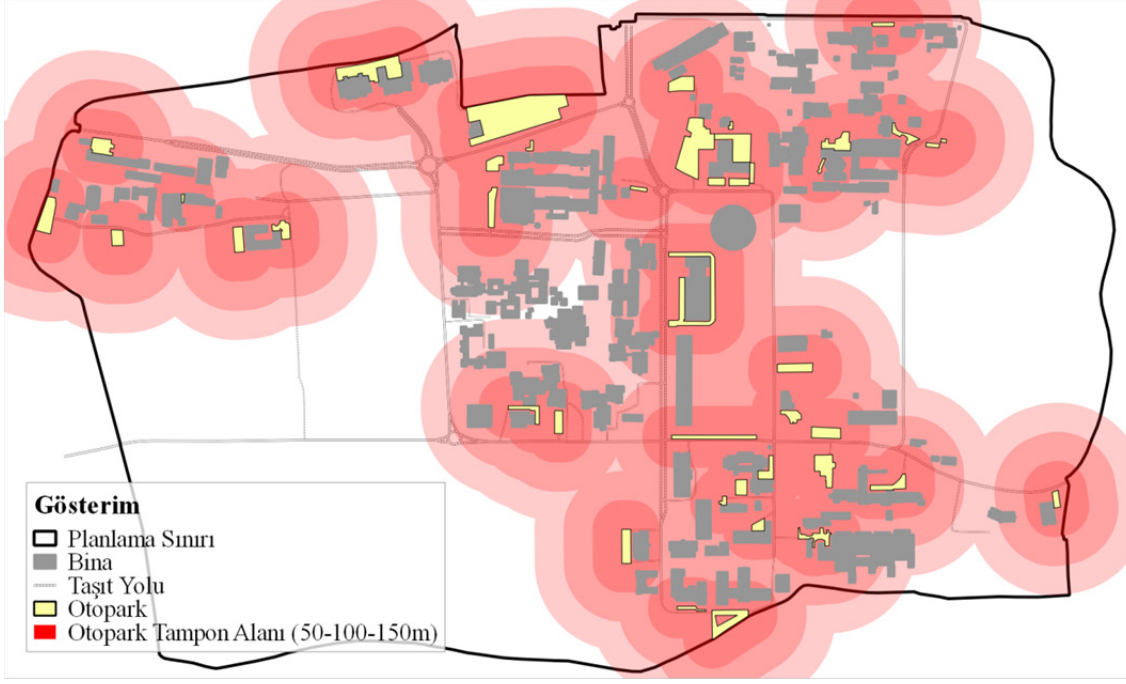 Gösterim
Planlama Sınırı
Bina
Taşıt Yolu
Otopark
Otopark Tampon Alanı (50-100-150m)